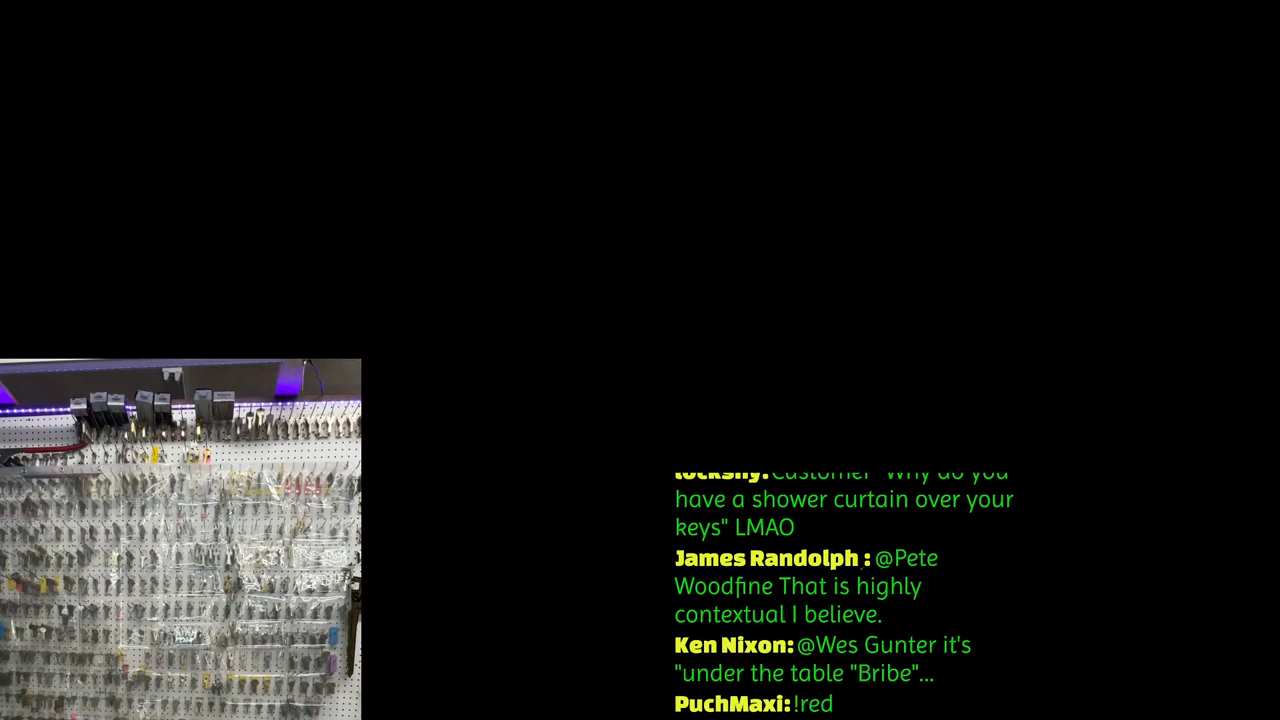 lockshy: Customer "Why do you
have a shower curtain over your
keys" LMAO
James Randolph : @Pete
Woodfine That is highly
contextual I believe.
Ken Nixon: @Wes Gunter it's
"under the table "Bribe"...
PuchMaxi: !red